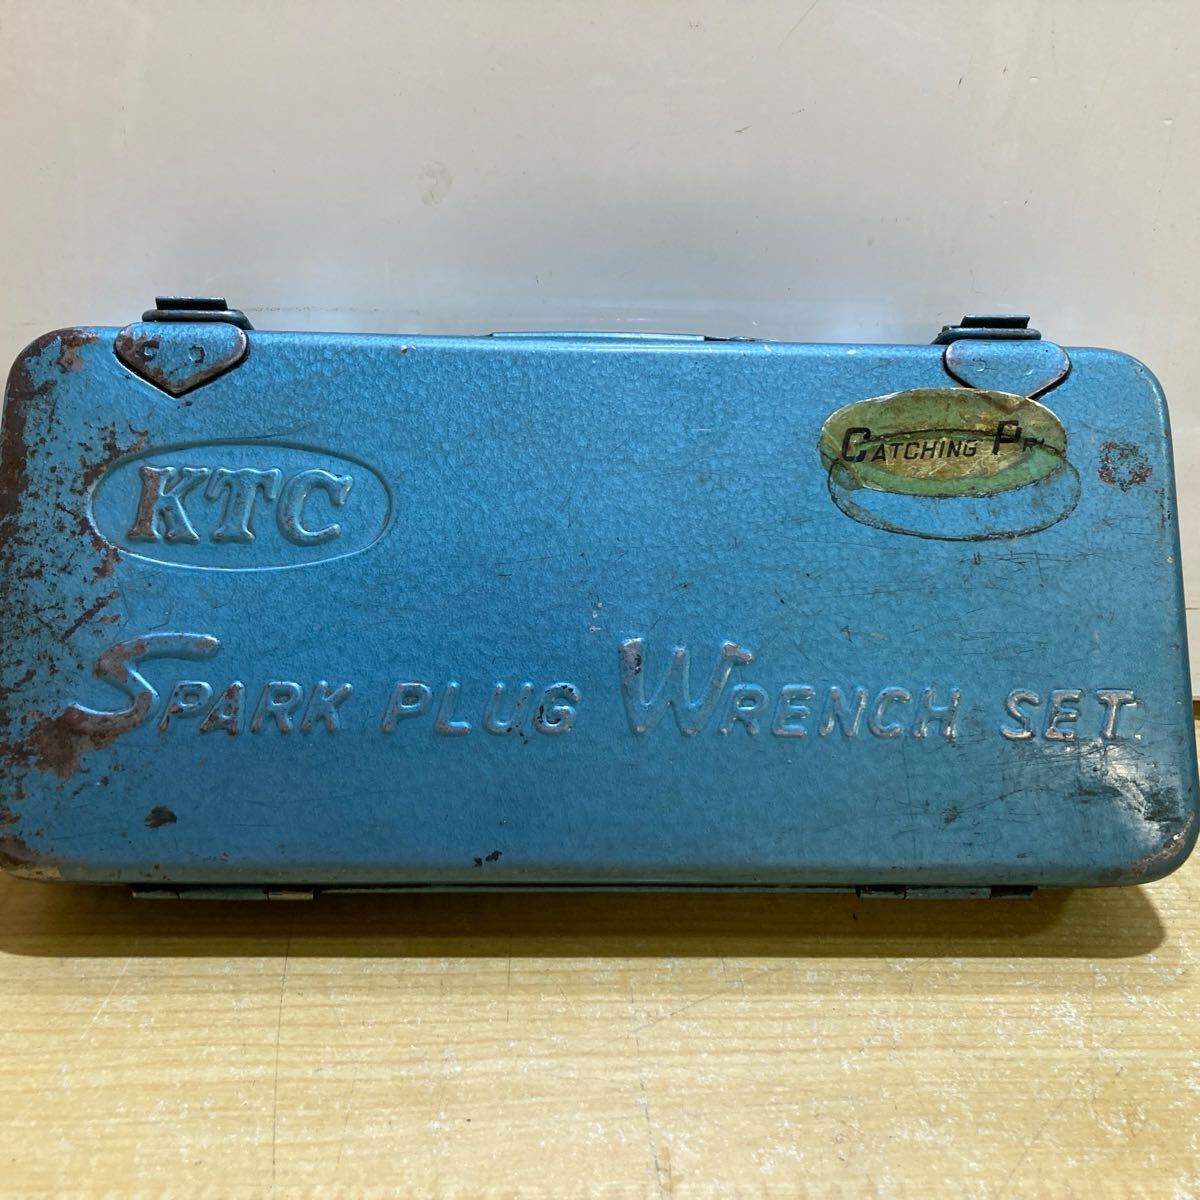 KTC
CATCHING
SPARK PLUG WRENCH SET